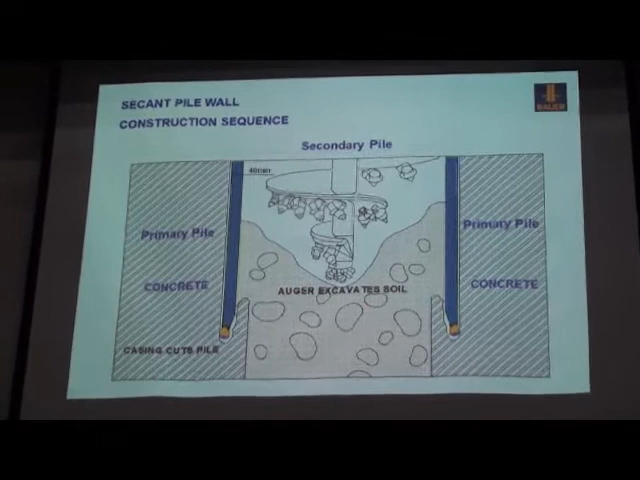 SECANT PILE WALL
CONSTRUCTION SEQUENCE
BAUER
Secondary Pile
Primary Pile
Primary Pile
CONCRETE
CONCRETE
AUGER EXCAVATES SOIL
CASING CUTS PILE